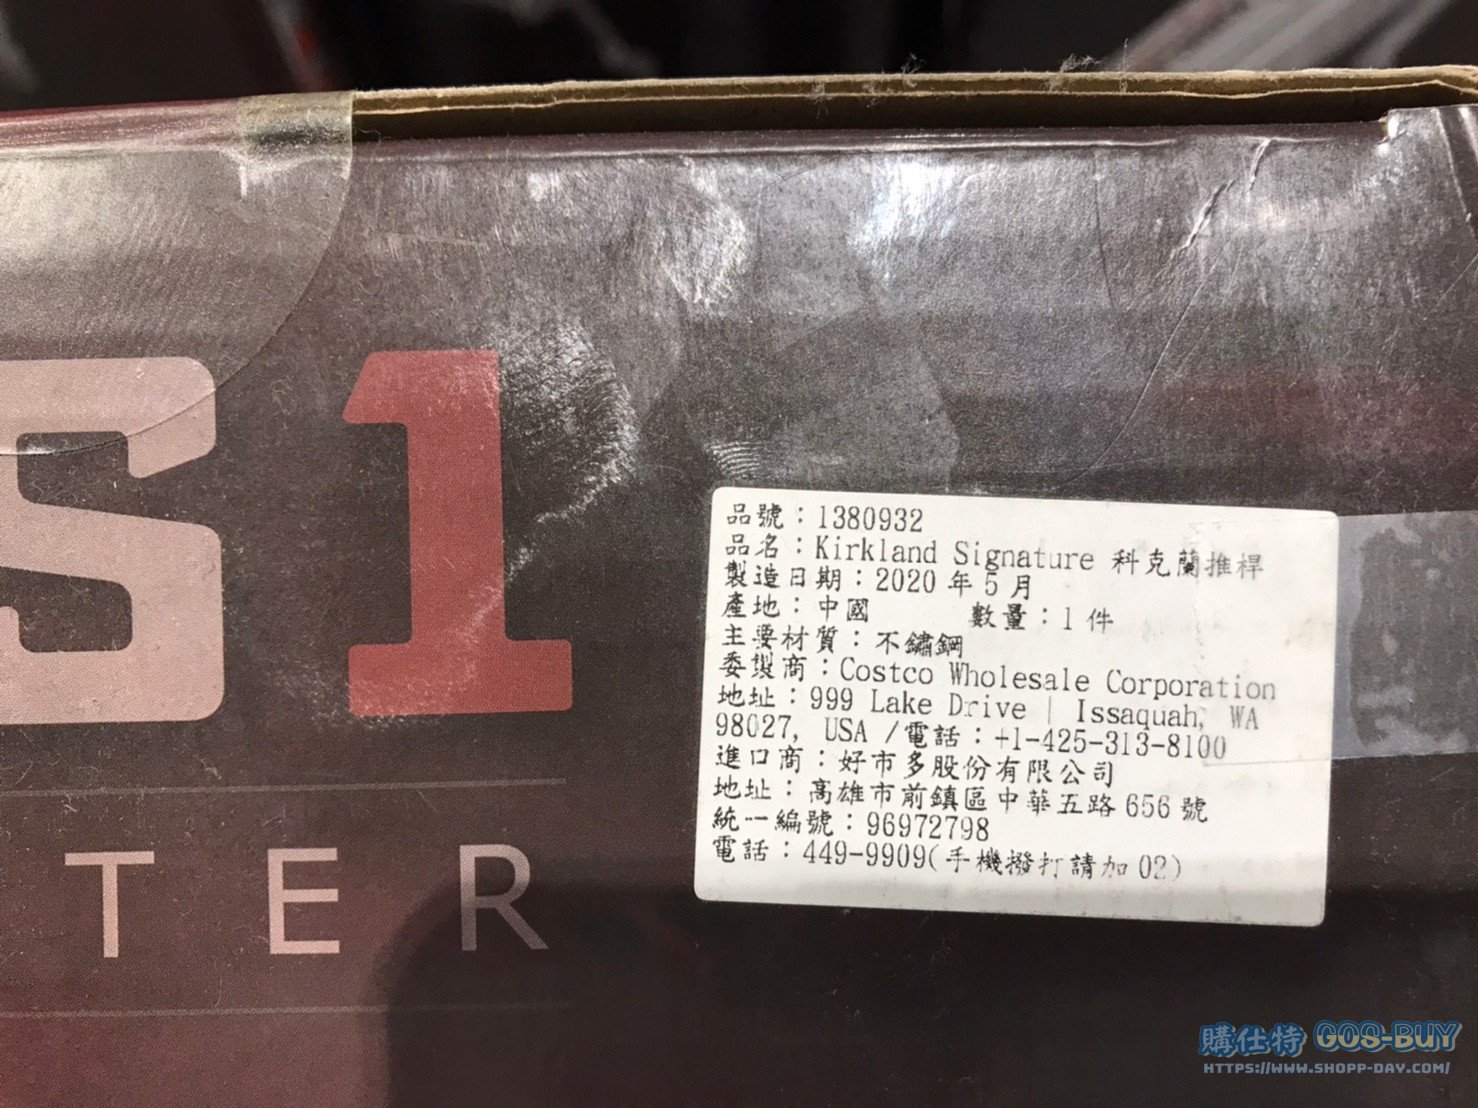 S1
TER
品號：1380932
品名：Kirkland Signature 科克蘭推桿
製造日期：2020 年 5 月
產地：中國 數量：1 件
主要材質：不鏽鋼
委製商：Costco Wholesale Corporation
地址：999 Lake Drive | Issaquah, WA
98027, USA /電話：+1-425-313-8100
進口商：好市多股份有限公司
地址：高雄市前鎮區中華五路 656 號
統一編號：96972798
電話：449-9909(手機撥打請加 02)
購仕特 GOS-BUY
HTTPS://WWW.SHOPP-DAY.COM/